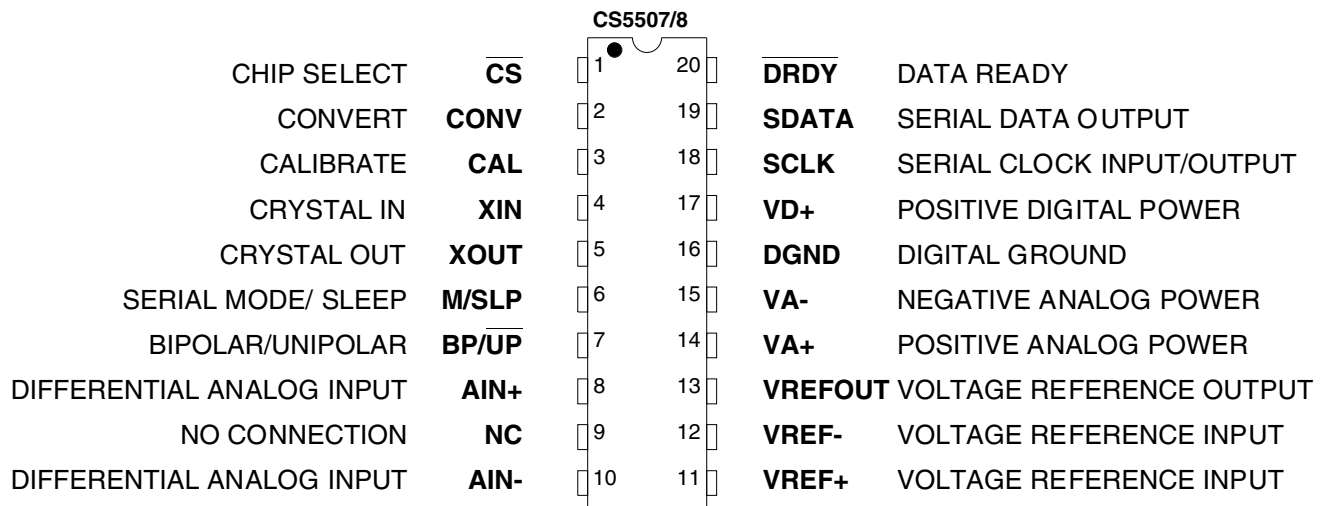 CS5507/8
CHIP SELECT C̅S̅ 1 20 D̅R̅D̅Y̅ DATA READY
CONVERT CONV 2 19 SDATA SERIAL DATA OUTPUT
CALIBRATE CAL 3 18 SCLK SERIAL CLOCK INPUT/OUTPUT
CRYSTAL IN XIN 4 17 VD+ POSITIVE DIGITAL POWER
CRYSTAL OUT XOUT 5 16 DGND DIGITAL GROUND
SERIAL MODE/ SLEEP M/SLP 6 15 VA- NEGATIVE ANALOG POWER
BIPOLAR/UNIPOLAR BP/U̅P̅ 7 14 VA+ POSITIVE ANALOG POWER
DIFFERENTIAL ANALOG INPUT AIN+ 8 13 VREFOUT VOLTAGE REFERENCE OUTPUT
NO CONNECTION NC 9 12 VREF- VOLTAGE REFERENCE INPUT
DIFFERENTIAL ANALOG INPUT AIN- 10 11 VREF+ VOLTAGE REFERENCE INPUT